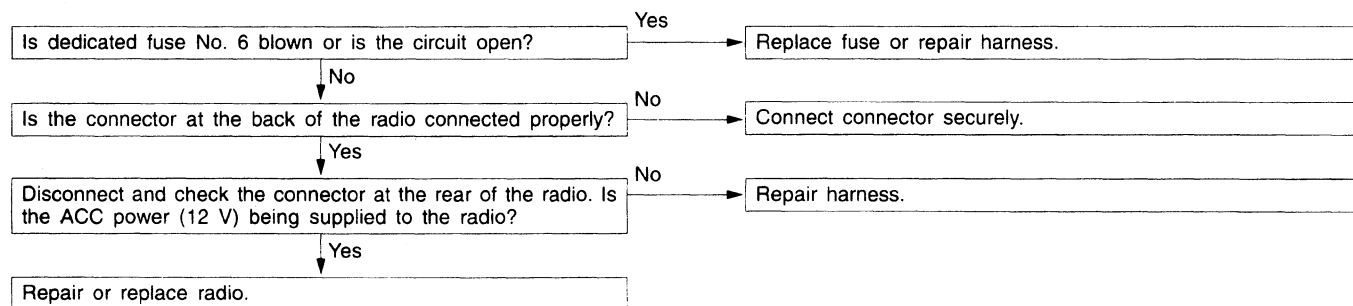 Yes
Is dedicated fuse No. 6 blown or is the circuit open?
Replace fuse or repair harness.
No
No
Is the connector at the back of the radio connected properly?
Connect connector securely.
Yes
No
Disconnect and check the connector at the rear of the radio. Is
the ACC power (12 V) being supplied to the radio?
Repair harness.
Yes
Repair or replace radio.